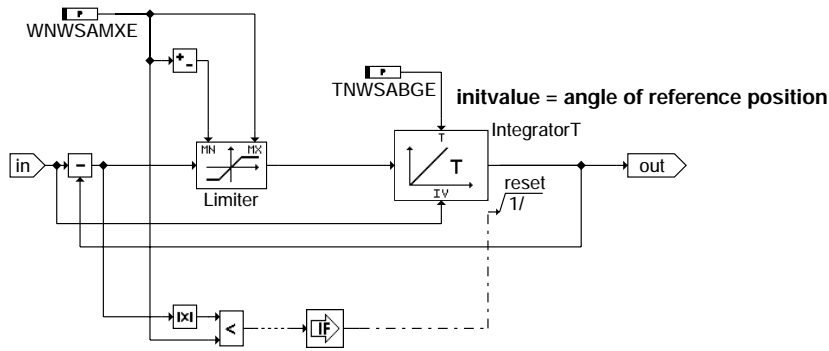 P
WNWSAMXE
+
-
P
TNWSABGE
initvalue = angle of reference position
IntegratorT
MN MX
T
T
in
-
out
IV
reset
1/
Limiter
|x|
<
IF